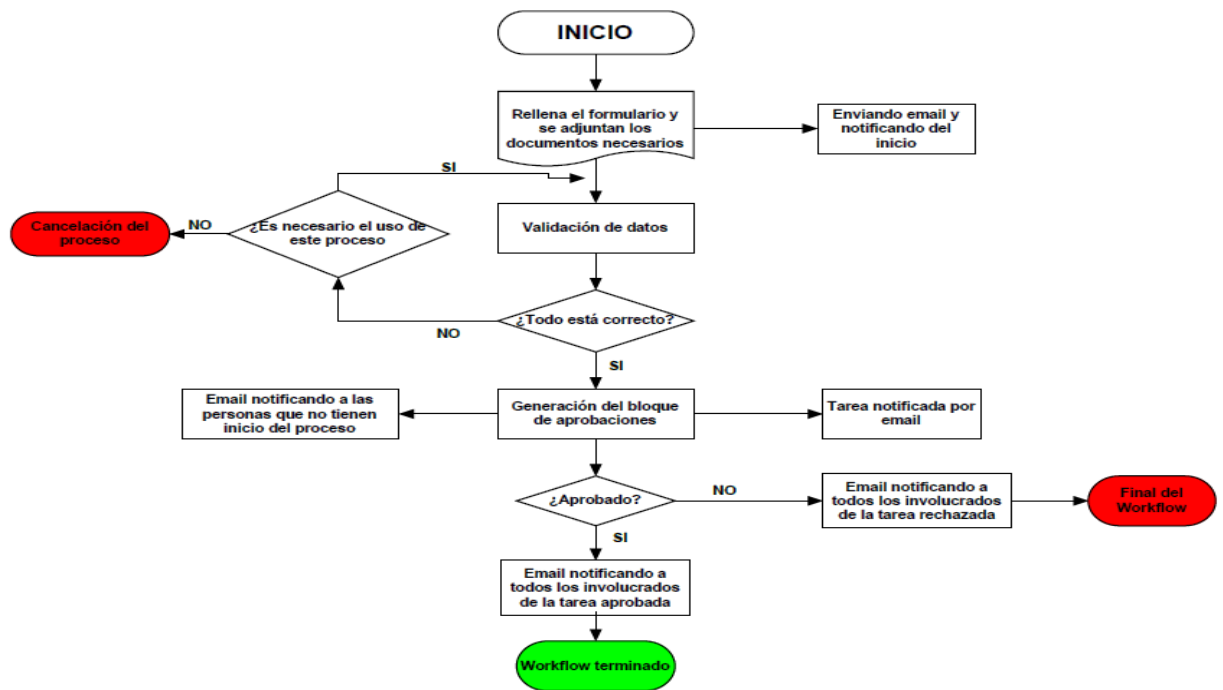 INICIO
Rellena el formulario y
se adjuntan los
documentos necesarios
Enviando email y
notificando del
inicio
SI
Cancelación del
proceso
NO
¿Es necesario el uso de
este proceso
Validación de datos
¿Todo está correcto?
NO
SI
Email notificando a las
personas que no tienen
inicio del proceso
Generación del bloque
de aprobaciones
Tarea notificada por
email
¿Aprobado?
NO
Email notificando a
todos los involucrados
de la tarea rechazada
Final del
Workflow
SI
Email notificando a
todos los involucrados
de la tarea aprobada
Workflow terminado